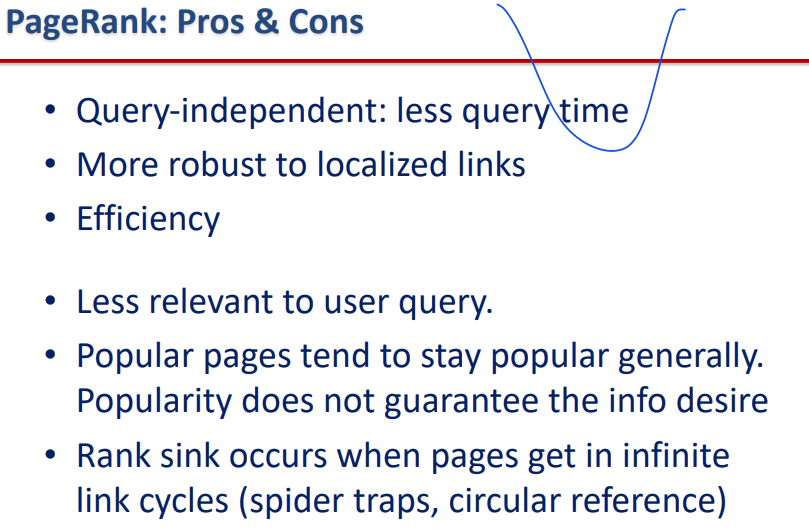 PageRank: Pros & Cons
• Query-independent: less query time
• More robust to localized links
• Efficiency
• Less relevant to user query.
• Popular pages tend to stay popular generally.
Popularity does not guarantee the info desire
• Rank sink occurs when pages get in infinite
link cycles (spider traps, circular reference)